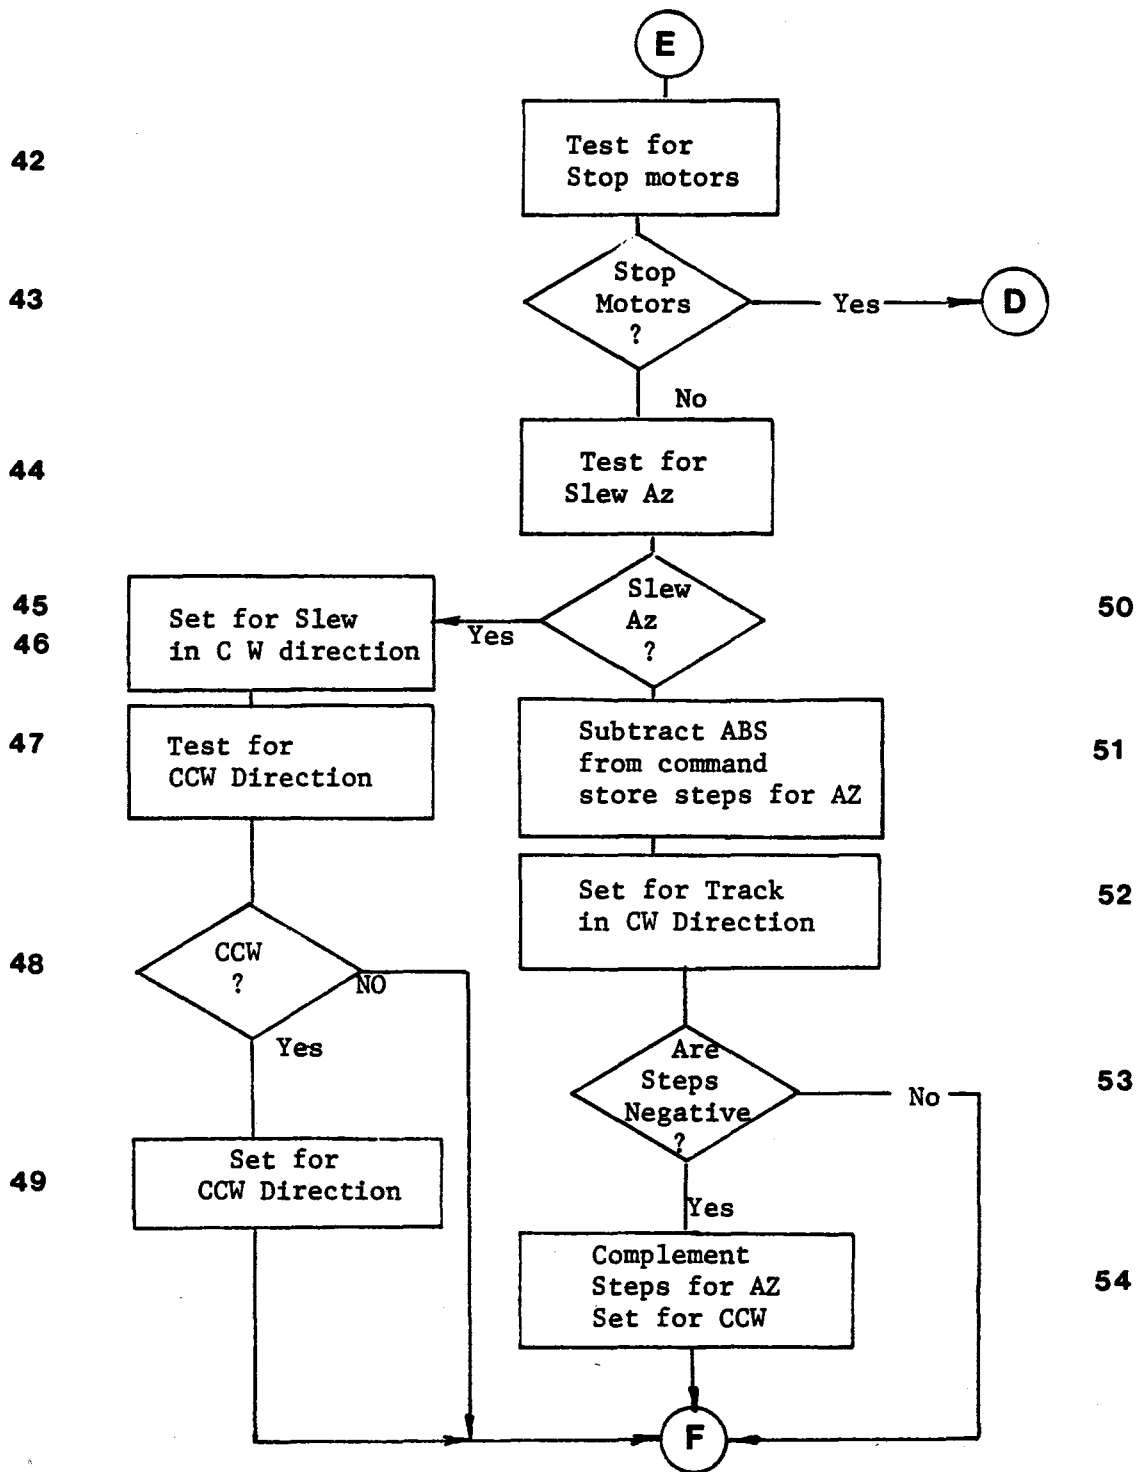 E
42
Test for
Stop motors
43
Stop
Motors
?
Yes
D
No
44
Test for
Slew Az
45
46
Set for Slew
in C W direction
Yes
Slew
Az
?
50
47
Test for
CCW Direction
Subtract ABS
from command
store steps for AZ
51
Set for Track
in CW Direction
52
48
CCW
?
NO
Yes
Are
Steps
Negative
?
No
53
49
Set for
CCW Direction
Yes
Complement
Steps for AZ
Set for CCW
54
F